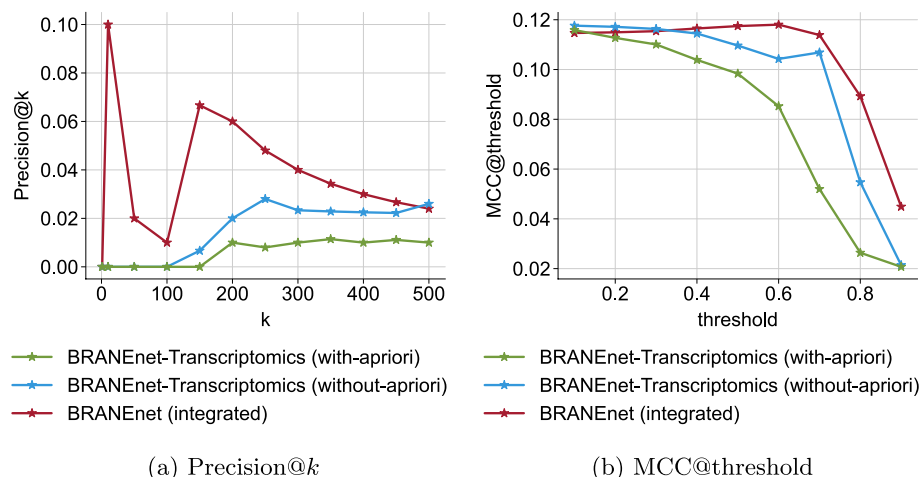 0.10
0.08
0.06
0.04
0.02
0.00
Precision@k
0 100 200 300 400 500
k
BRANEnet-Transcriptomics (with-apriori)
BRANEnet-Transcriptomics (without-apriori)
BRANEnet (integrated)
(a) Precision@k
0.12
0.10
0.08
0.06
0.04
0.02
MCC@threshold
0.2 0.4 0.6 0.8
threshold
BRANEnet-Transcriptomics (with-apriori)
BRANEnet-Transcriptomics (without-apriori)
BRANEnet (integrated)
(b) MCC@threshold